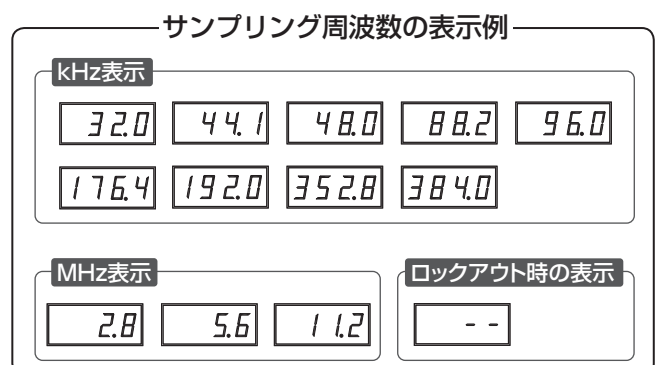 サンプリング周波数の表示例
kHz表示
32.0 44.1 48.0 88.2 96.0
176.4 192.0 352.8 384.0
MHz表示 ロックアウト時の表示
2.8 5.6 11.2 - -